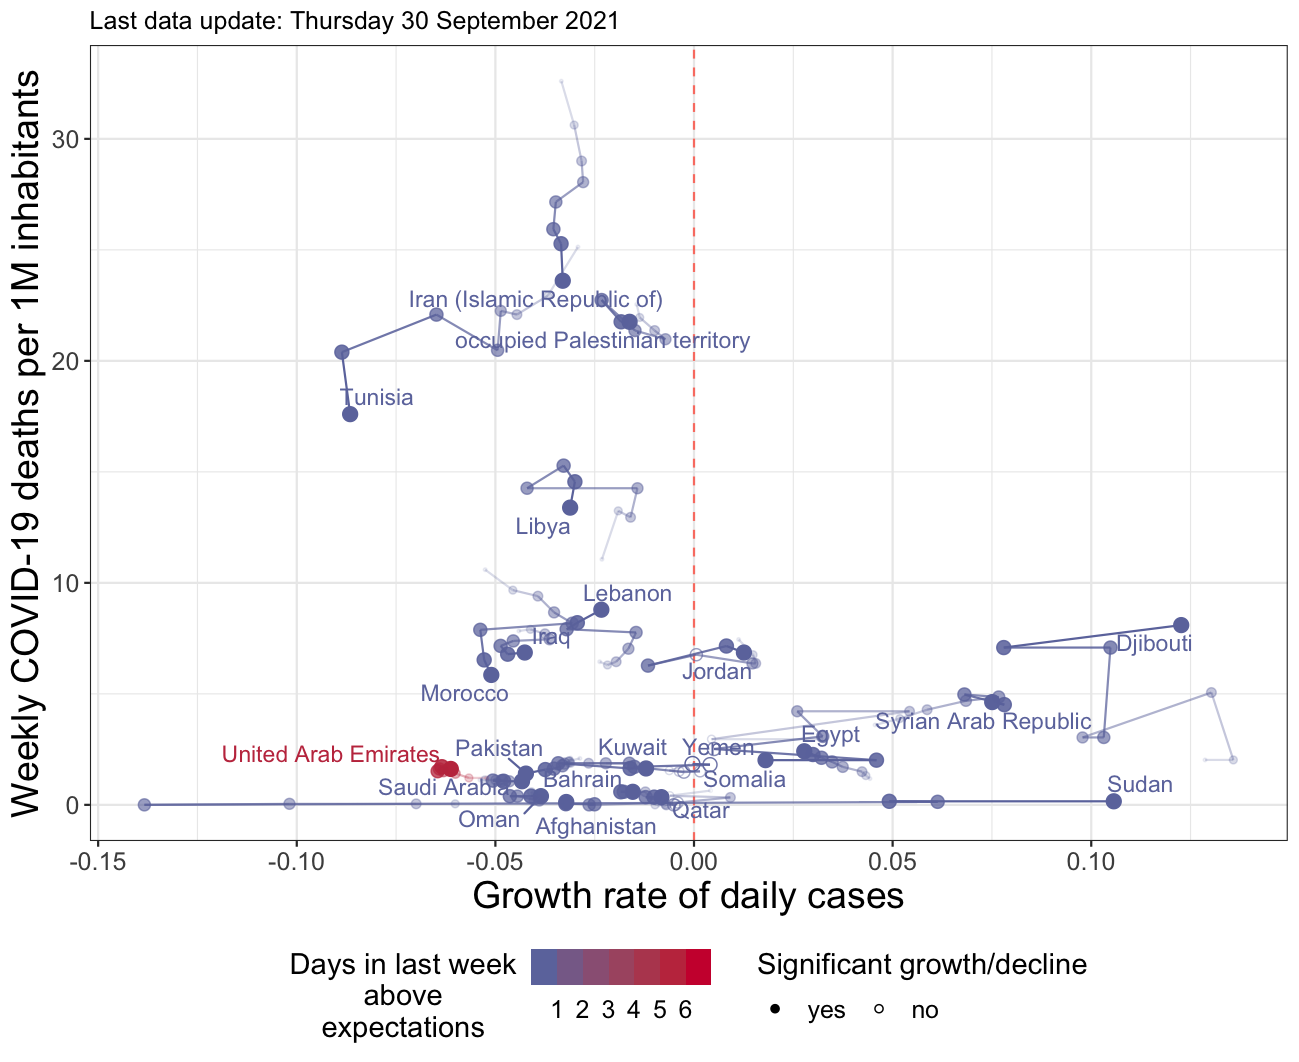 Last data update: Thursday 30 September 2021
Weekly COVID-19 deaths per 1M inhabitants
30
20
10
0
Iran (Islamic Republic of)
occupied Palestinian territory
Tunisia
Libya
Lebanon
Iraq
Jordan
Djibouti
Morocco
Syrian Arab Republic
Egypt
United Arab Emirates
Pakistan
Kuwait
Yemen
Saudi Arabia
Bahrain
Somalia
Sudan
Oman
Afghanistan
Qatar
-0.15
-0.10
-0.05
0.00
0.05
0.10
Growth rate of daily cases
Days in last week
above
expectations
1 2 3 4 5 6
Significant growth/decline
yes
no